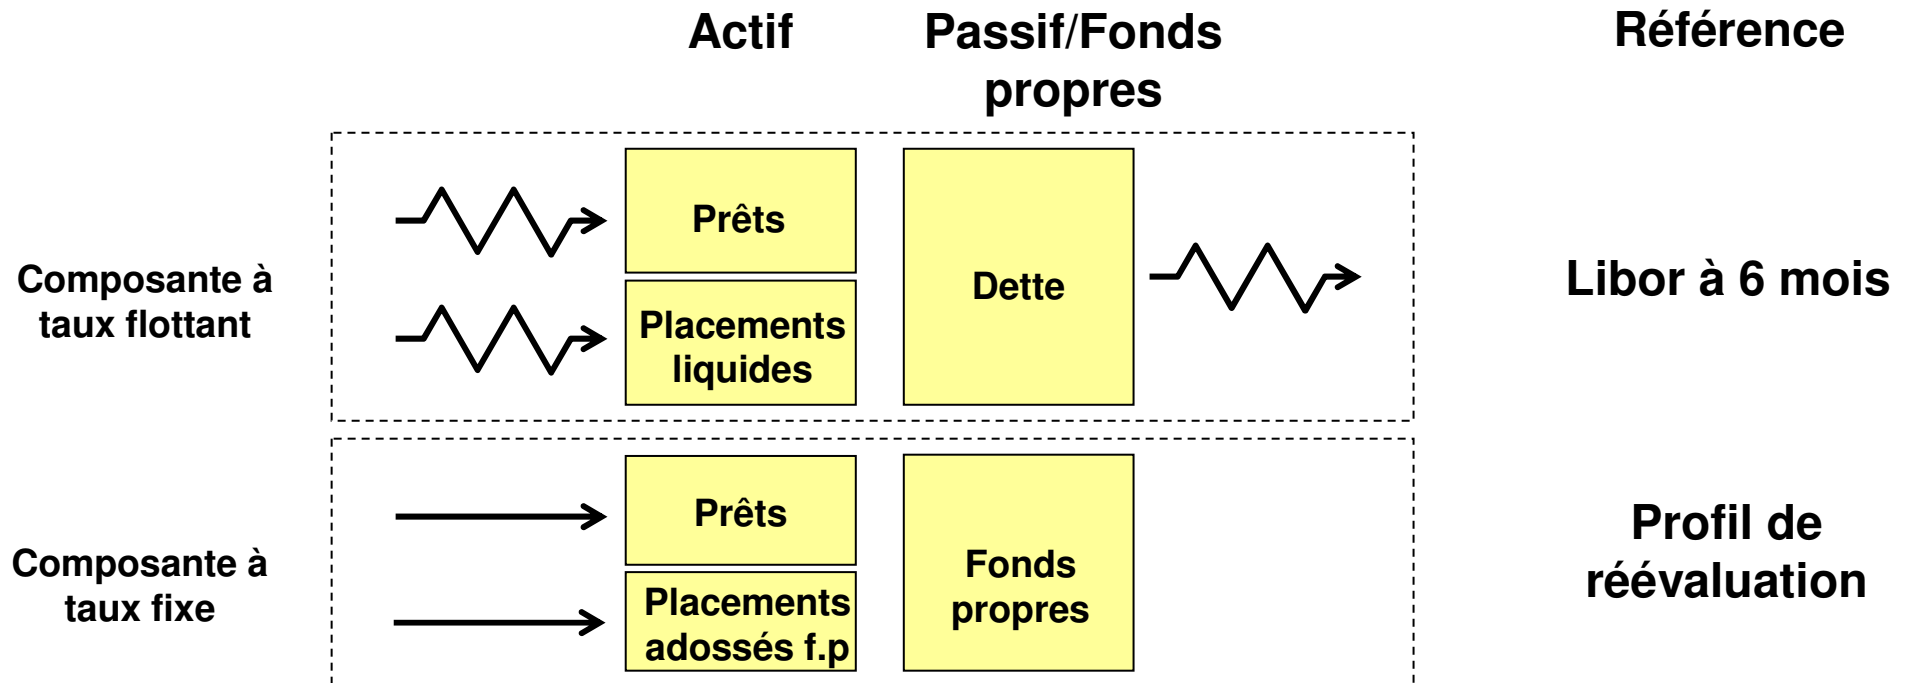 Actif
Passif/Fonds
propres
Référence
Composante à
taux flottant
Prêts
Placements
liquides
Dette
Libor à 6 mois
Composante à
taux fixe
Prêts
Placements
adossés f.p
Fonds
propres
Profil de
réévaluation